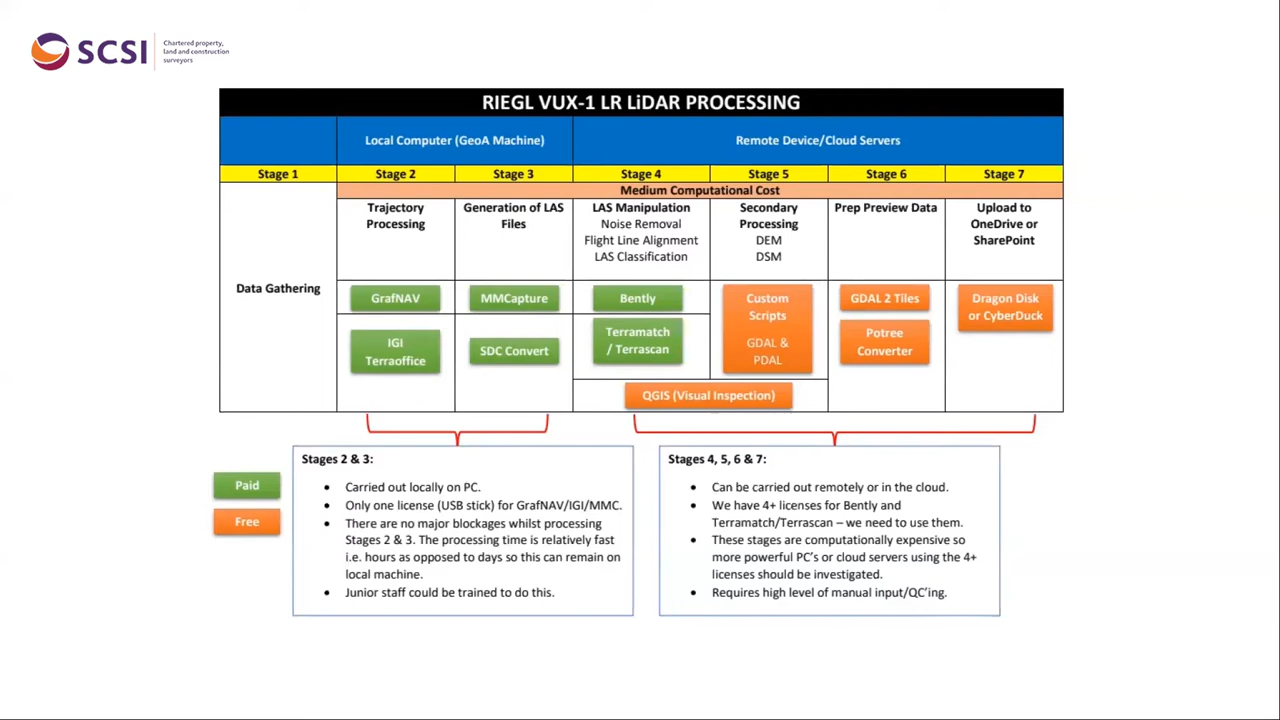 SCSI
Chartered property,
land and construction
surveyors
RIEGL VUX-1 LR LiDAR PROCESSING
Local Computer (GeoA Machine)
Remote Device/Cloud Servers
Stage 1
Stage 2
Stage 3
Stage 4
Stage 5
Stage 6
Stage 7
Medium Computational Cost
Data Gathering
Trajectory
Processing
Generation of LAS
Files
LAS Manipulation
Noise Removal
Flight Line Alignment
LAS Classification
Secondary
Processing
DEM
DSM
Prep Preview Data
Upload to
OneDrive or
SharePoint
GrafNAV
MMCapture
Bently
Custom
Scripts
GDAL &
PDAL
GDAL 2 Tiles
Dragon Disk
or CyberDuck
IGI
Terraoffice
SDC Convert
Terramatch
/ Terrascan
Potree
Converter
QGIS (Visual Inspection)
Paid
Free
Stages 2 & 3:
• Carried out locally on PC.
• Only one license (USB stick) for GrafNAV/IGI/MMC.
• There are no major blockages whilst processing
Stages 2 & 3. The processing time is relatively fast
i.e. hours as opposed to days so this can remain on
local machine.
• Junior staff could be trained to do this.
Stages 4, 5, 6 & 7:
• Can be carried out remotely or in the cloud.
• We have 4+ licenses for Bently and
Terramatch/Terrascan – we need to use them.
• These stages are computationally expensive so
more powerful PC's or cloud servers using the 4+
licenses should be investigated.
• Requires high level of manual input/QC'ing.